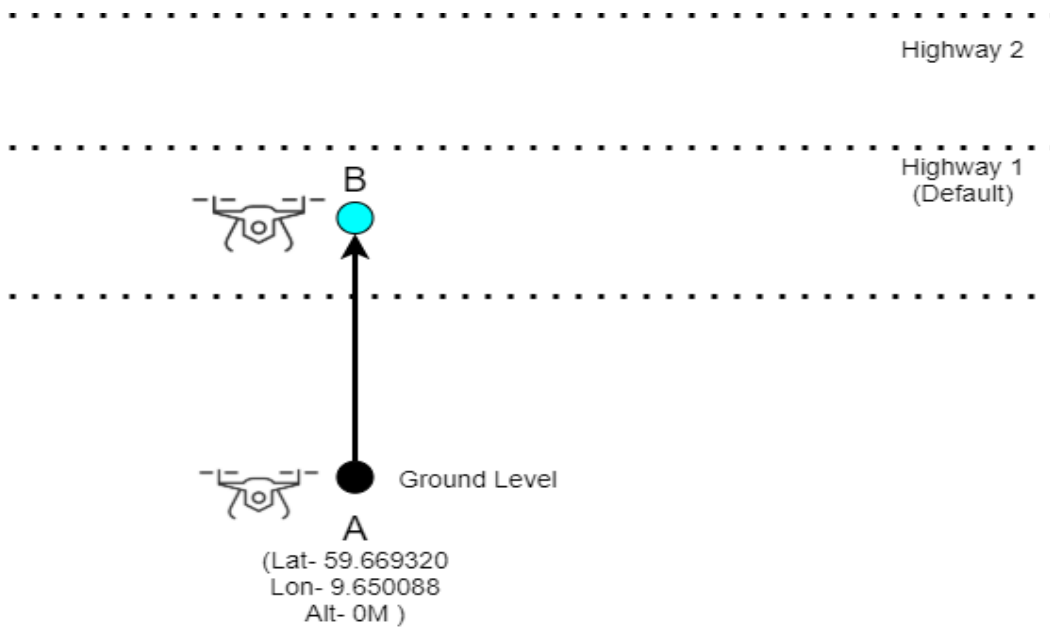 Highway 2
Highway 1
(Default)
B
Ground Level
A
(Lat- 59.669320
Lon- 9.650088
Alt- 0M )